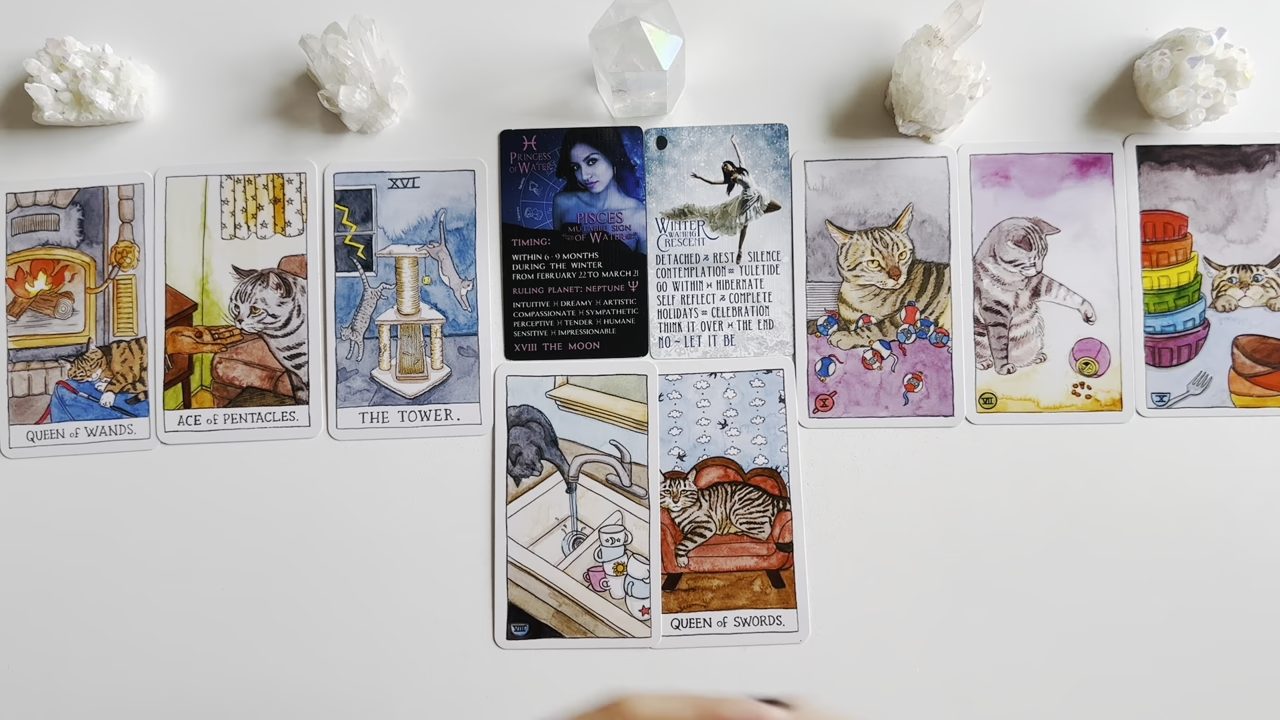 QUEEN of WANDS.
ACE of PENTACLES.
XVI
THE TOWER.
PRINCESS
OF WATER
PISCES
MUTABLE SIGN
OF WATER
TIMING:
WITHIN 6-9 MONTHS
DURING THE WINTER
FROM FEBRUARY 22 TO MARCH 21
RULING PLANET: NEPTUNE ♆
INTUITIVE ♓ DREAMY ♓ ARTISTIC
COMPASSIONATE ♓ SYMPATHETIC
PERCEPTIVE ♓ TENDER ♓ HUMANE
SENSITIVE ♓ IMPRESSIONABLE
XVIII THE MOON
WINTER
WANING
CRESCENT
DETACHED REST SILENCE
CONTEMPLATION YULETIDE
GO WITHIN HIBERNATE
SELF REFLECT COMPLETE
HOLIDAYS CELEBRATION
THINK IT OVER THE END
NO ~ LET IT BE
X
VII
X
VIII
QUEEN of SWORDS.